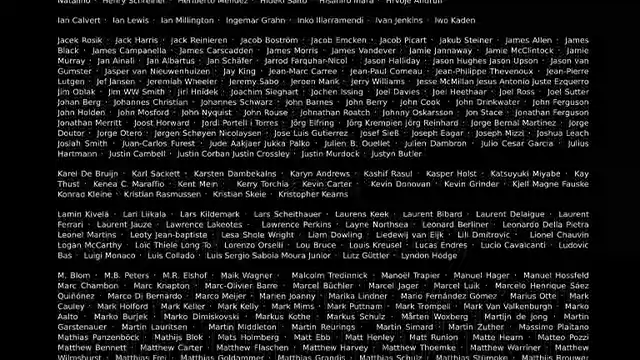 Ian Calvert · Ian Lewis · Ian Millington · Ingemar Grahn · Inko Illarramendi · Ivan Jenkins · Iwo Kaden
Jacek Rosik · Jack Harris · Jack Reinieren · Jacob Boström · Jacob Emcken · Jacob Picart · Jakub Steiner · James Allen · James
Black · James Campanella · James Carscadden · James Morris · James Vandever · Jamie Jannaway · Jamie McClintock · Jamie
Murray · Jan Ainali · Jan Albartus · Jan Schäfer · Jarrod Farquhar-Nicol · Jason Halliday · Jason Hughes Jason Upson · Jason van
Gumster · Jasper van Nieuwenhuizen · Jay King · Jean-Marc Carree · Jean-Paul Comeau · Jean-Philippe Thevenoux · Jean-Pierre
Lutgen · Jef Jansen · Jeremiah Wheeler · Jeremy Sabo · Jeroen Mank · Jerry Williams · Jesse McMillan Jesus Antonio Juste Ezquerro
Jim Oblak · Jim WW Smith · Jiri Hnídek · Joachim Sieghart · Jochen Issing · Joel Davies · Joel Heethaar · Joel Ross · Joel Sutter
Johan Berg · Johannes Christian · Johannes Schwarz · John Barnes · John Berry · John Cook · John Drinkwater · John Ferguson
John Holden · John Mosford · John Nyquist · John Rouse · Johnathan Roatch · Johnny Oskarsson · Jon Stace · Jonathan Ferguson
Jonathan Merritt · Joost Horward · Jordi Portell i Torres · Jörg Elfring · Jörg Krempien Jörg Reinhard · Jorge Bernal Martinez · Jorge
Doutor · Jorge Otero · Jørgen Schøyen Nicolaysen · Jose Luis Gutierrez · Josef Sieß · Joseph Eagar · Joseph Mizzi · Joshua Leach
Josiah Smith · Juan-Carlos Forest · Jude Aakjaer Jukka Palko · Julien B. Ouellet · Julien Dambron · Julio Cesar Garcia · Julius
Hartmann · Justin Cambell · Justin Corban Justin Crossley · Justin Murdock · Justyn Butler
Karel De Bruijn · Karl Sackett · Karsten Dambekalns · Karyn Andrews · Kashif Rasul · Kasper Holst · Katsuyuki Miyabe · Kay
Thust · Kenea C. Maraffio · Kent Mein · Kerry Torchia · Kevin Carter · Kevin Donovan · Kevin Grinder · Kjell Magne Fauske
Konrad Kleine · Kristian Rasmussen · Kristian Skeie · Kristopher Kearns
Lamin Kivelä · Lari Liikala · Lars Kildemark · Lars Scheithauer · Laurens Keek · Laurent Bibard · Laurent Delaigue · Laurent
Ferrari · Laurent Jauze · Lawrence Lakeotes · Lawrence Perkins · Layne Northsea · Leonard Berliner · Leonardo Della Pietra
Leonel Martins · Leoty Jean-baptiste · Lesa Shole Wright · Liam Dowling · Liedewij van Eijk · Lili Dmitrovic · Lionel Chauvin
Logan McCarthy · Loïc Thiele Long To · Lorenzo Orselli · Lou Bruce · Louis Kreusel · Lucas Endres · Lucio Cavalcanti · Ludovic
Bas · Luigi Monaco · Luis Collado · Luis Sergio Saboia Moura Junior · Lutz Güttler · Lyndon Hodge
M. Blom · M.B. Peters · M.R. Elshof · Maik Wagner · Malcolm Tredinnick · Manoël Trapier · Manuel Hager · Manuel Hossfeld
Marc Chambon · Marc Knapton · Marc-Olivier Barre · Marcel Büchler · Marcel Jager · Marcel Luik · Marcelo Henrique Sáez
Quiñónez · Marco Di Bernardo · Marco Meijer · Marien Joanny · Marika Lindner · Mario Fernández Gómez · Marius Otte · Mark
Cauley · Mark Hofford · Mark Keller · Mark Kelly · Mark Mims · Mark Puttnam · Mark Trompell · Mark Van Valkenburgh · Marko
Aalto · Marko Burjek · Marko Dimiskovski · Markus Kothe · Markus Schulz · Mårten Woxberg · Martijn de Jong · Martin
Garstenauer · Martin Lauritsen · Martin Middleton · Martin Reurings · Martin Simard · Martin Zuther · Massimo Plaitano
Mathias Panzenböck · Mathijs Blok · Mats Holmberg · Matt Ebb · Matt Henley · Matt Runion · Matte Hearn · Matteo Pozzi
Matthew Bennett · Matthew Carter · Matthew Flaschen · Matthew Harvey · Matthew Thoemke · Matthew Warriner · Matthew